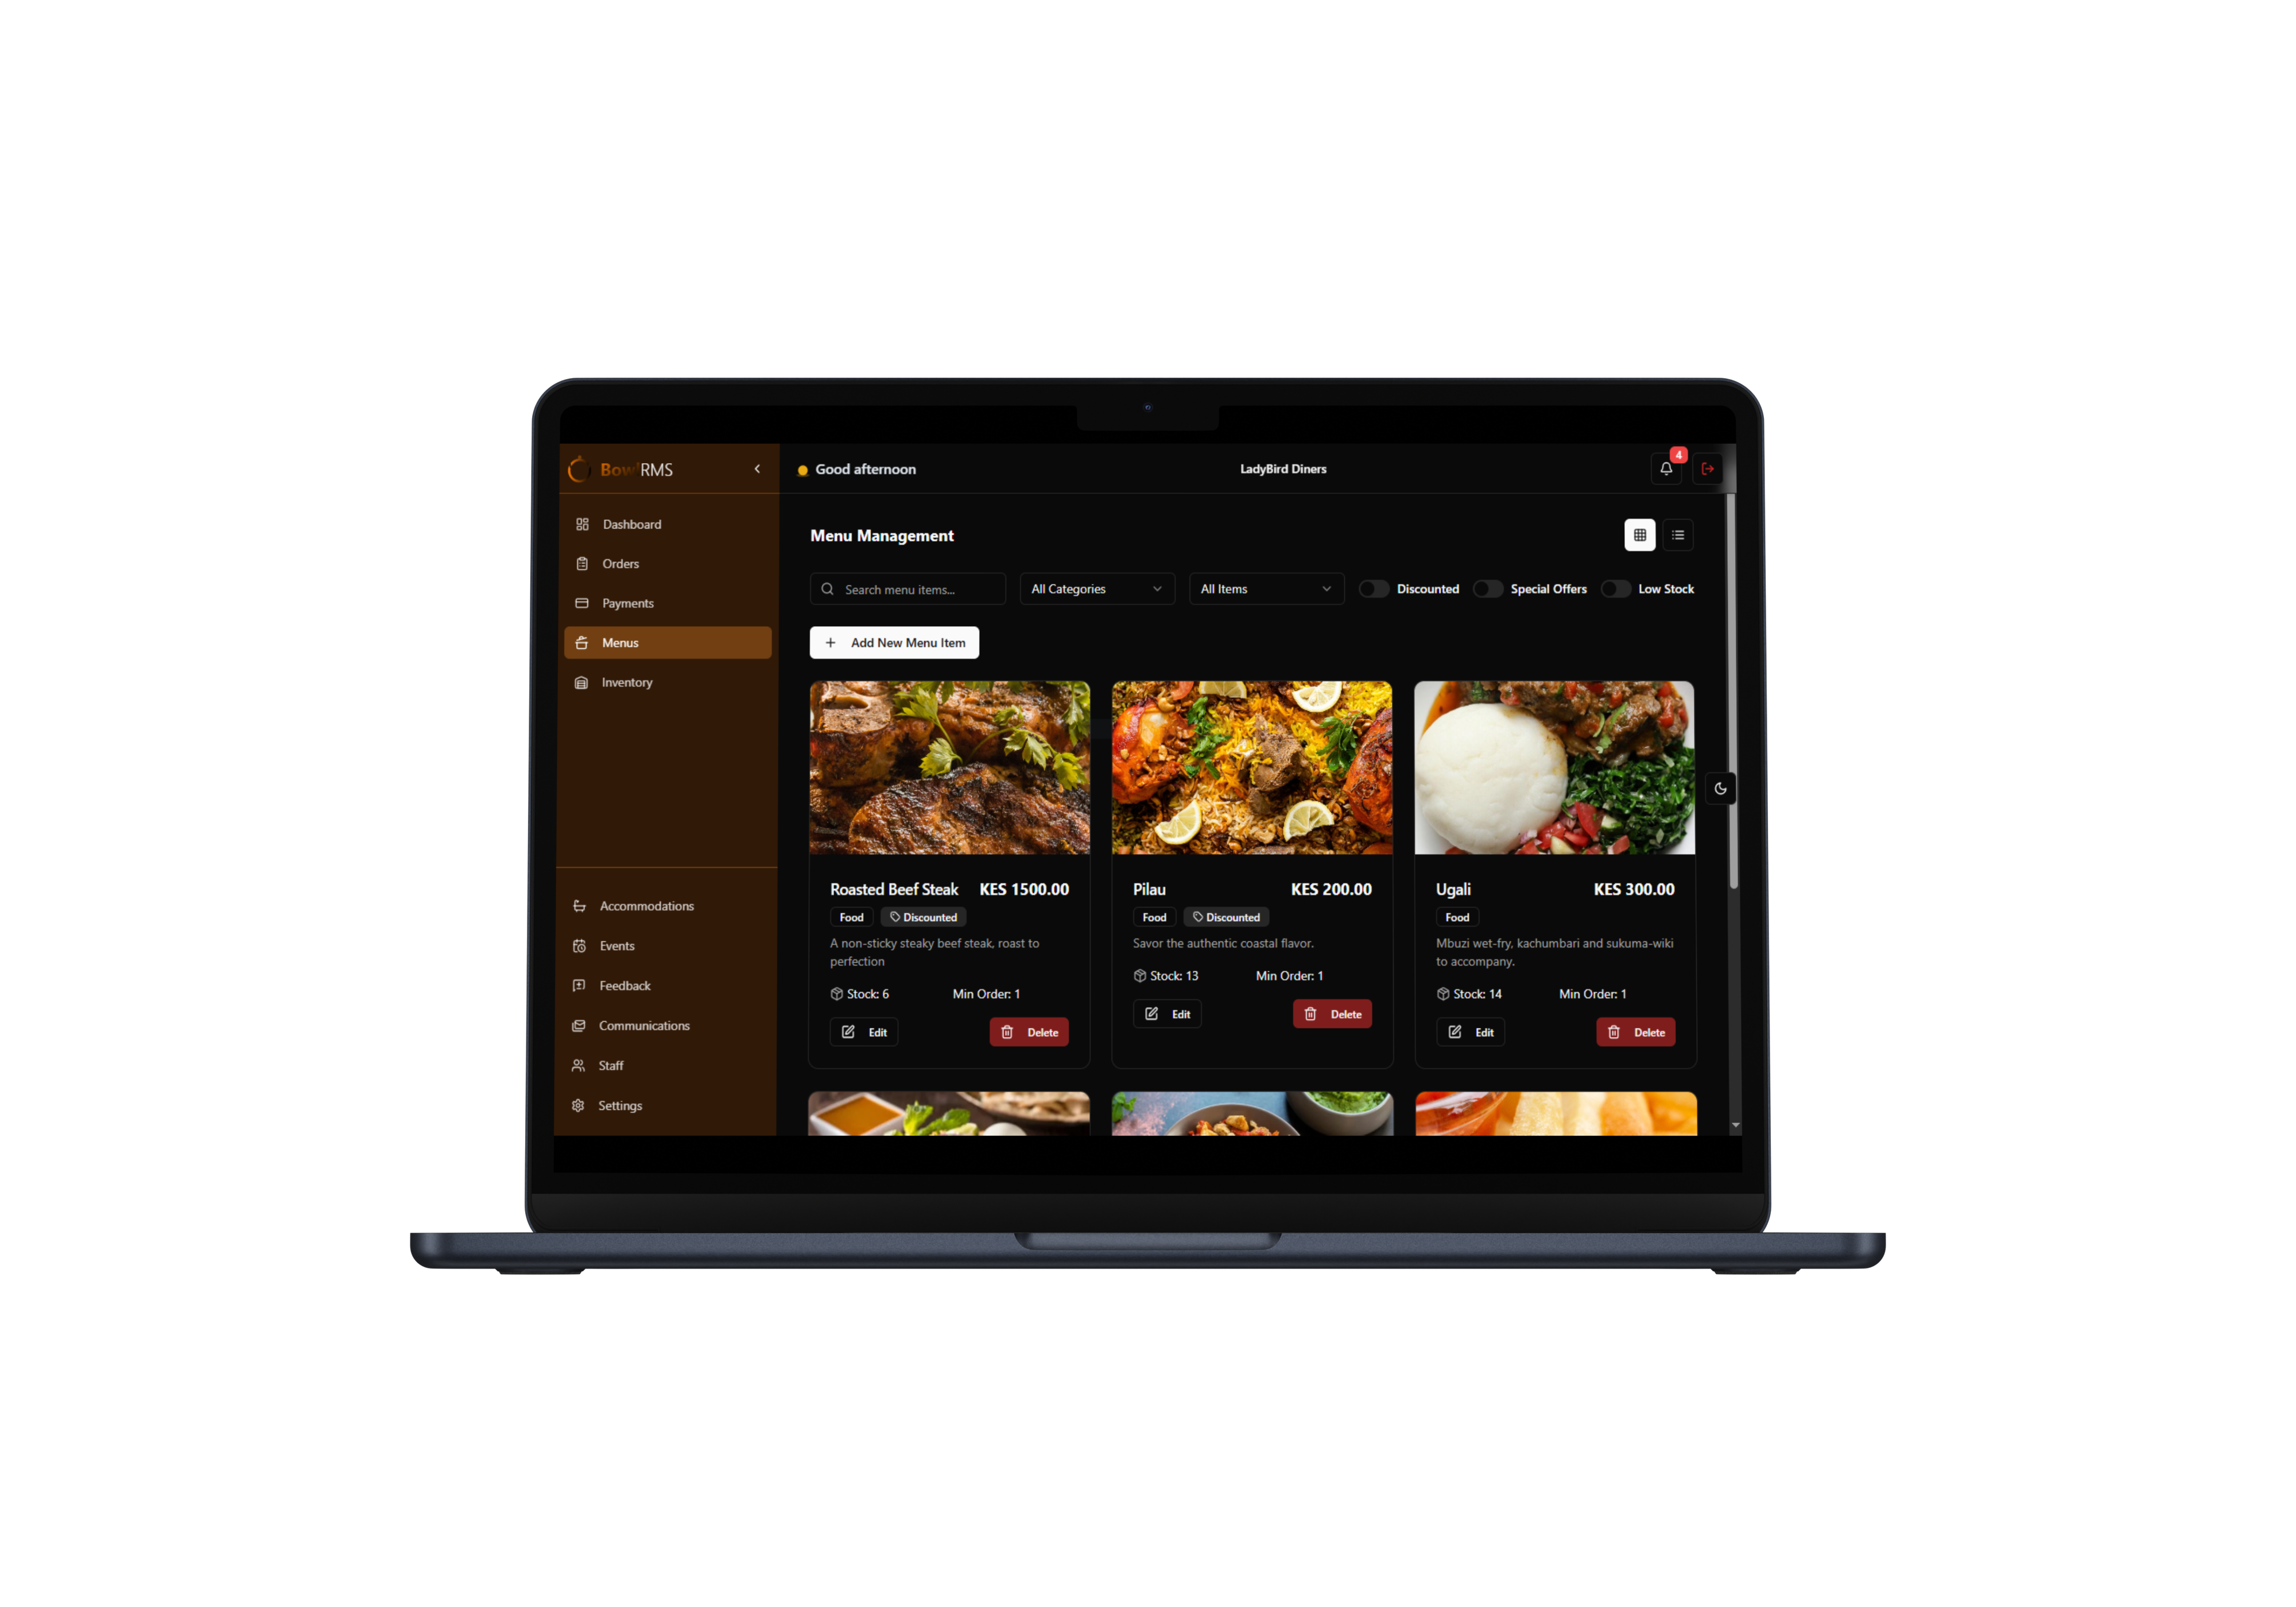 Bowl RMS
Good afternoon
LadyBird Diners
4
Dashboard
Orders
Payments
Menus
Inventory
Accommodations
Events
Feedback
Communications
Staff
Settings
Menu Management
Search menu items...
All Categories
All Items
Discounted
Special Offers
Low Stock
+ Add New Menu Item
Roasted Beef Steak KES 1500.00
Food Discounted
A non-sticky steaky beef steak, roast to
perfection
Stock: 6 Min Order: 1
Edit Delete
Pilau KES 200.00
Food Discounted
Savor the authentic coastal flavor.
Stock: 13 Min Order: 1
Edit Delete
Ugali KES 300.00
Food
Mbuzi wet-fry, kachumbari and sukuma-wiki
to accompany.
Stock: 14 Min Order: 1
Edit Delete